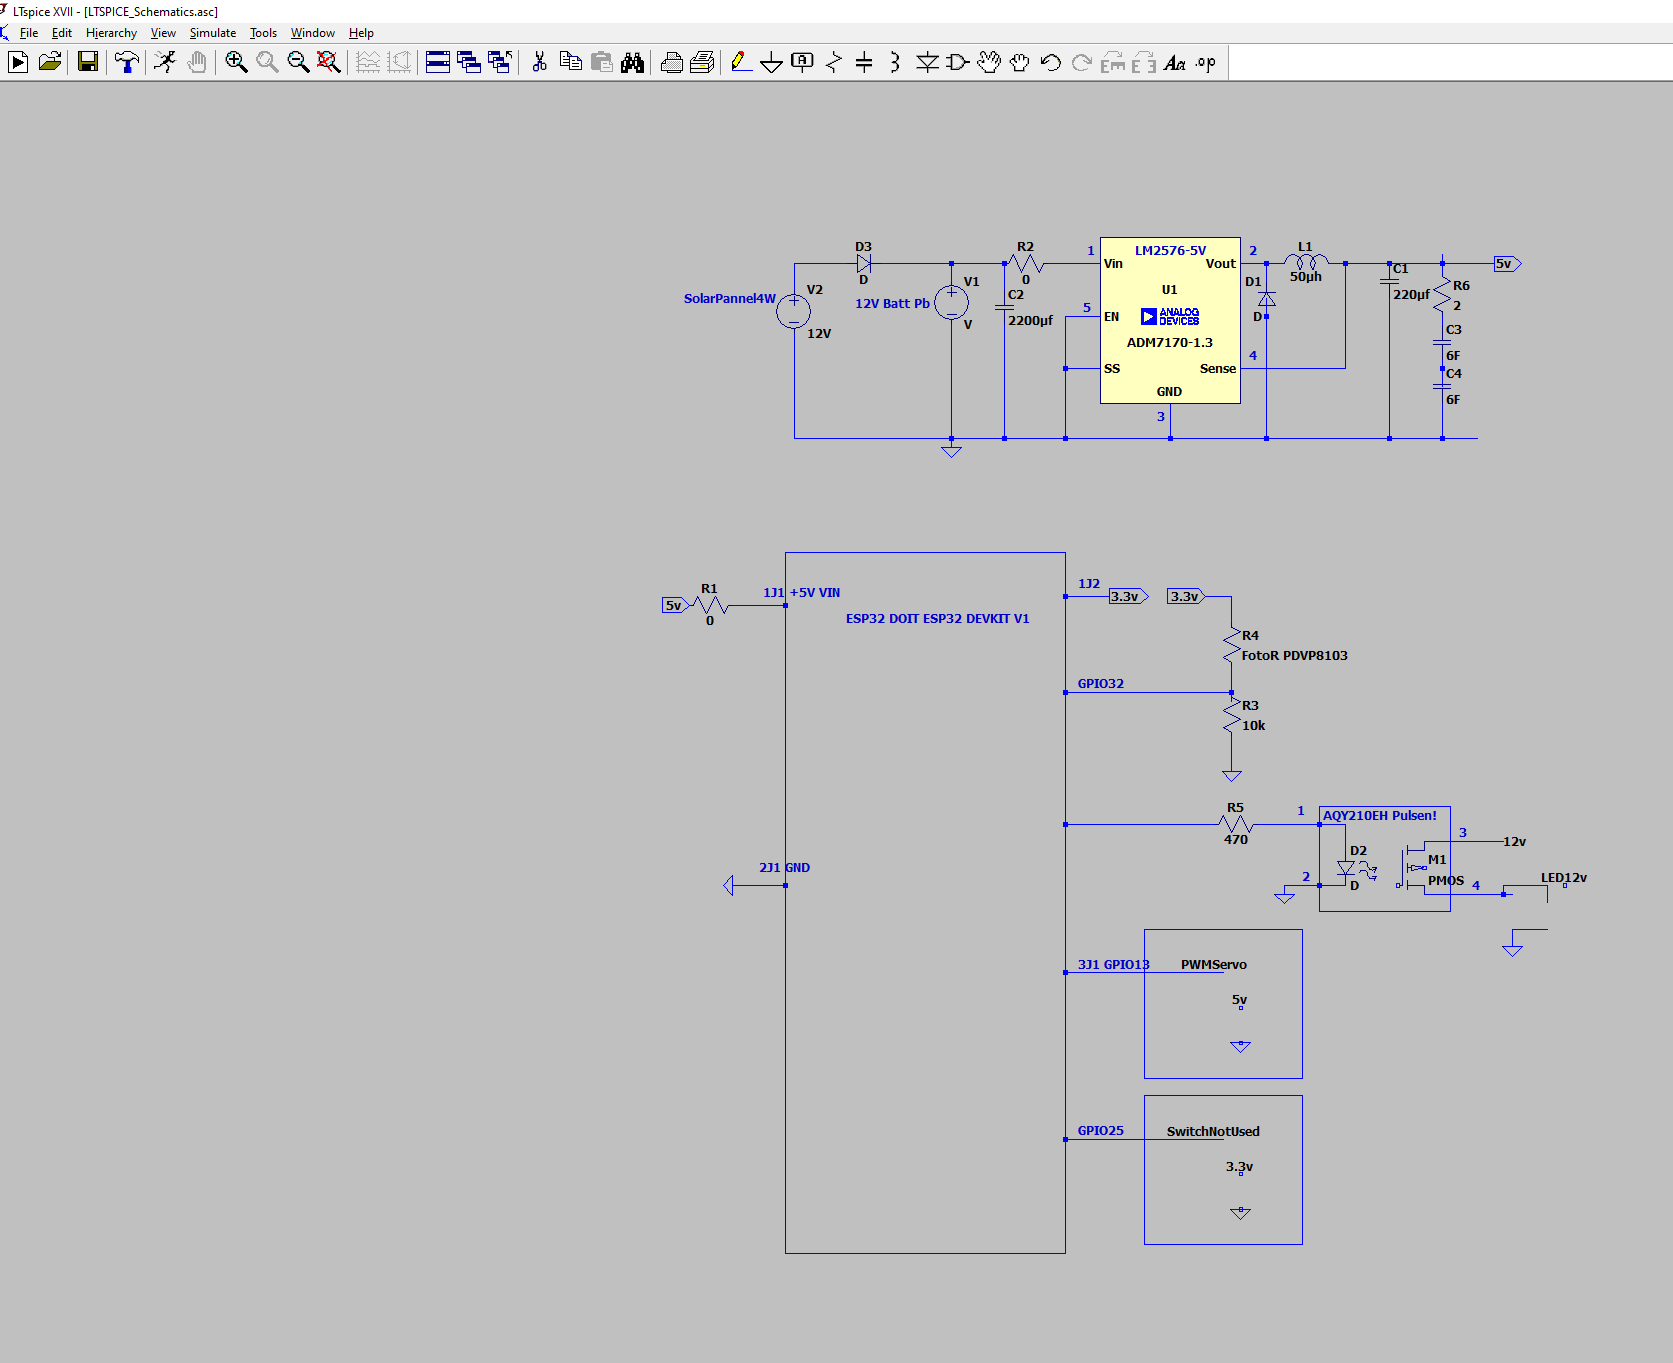 LTspice XVII - [LTSPICE_Schematics.asc]
File Edit Hierarchy View Simulate Tools Window Help
Aa .op
D3
D
SolarPannel4W
V2
12V
12V Batt Pb
V1
V
C2
2200µf
R2
0
1
5
LM2576-5V
Vin
Vout
U1
EN
ANALOG
DEVICES
ADM7170-1.3
SS
Sense
GND
3
2
4
D1
D
L1
50µh
C1
220µf
R6
2
C3
6F
C4
6F
5v
5v
R1
0
1J1 +5V VIN
ESP32 DOIT ESP32 DEVKIT V1
2J1 GND
1J2
3.3v
3.3v
R4
FotoR PDVP8103
GPIO32
R3
10k
R5
470
1
2
AQY210EH Pulsen!
D2
D
M1
PMOS
3
12v
4
LED12v
3J1 GPIO13
PWMServo
5v
GPIO25
SwitchNotUsed
3.3v